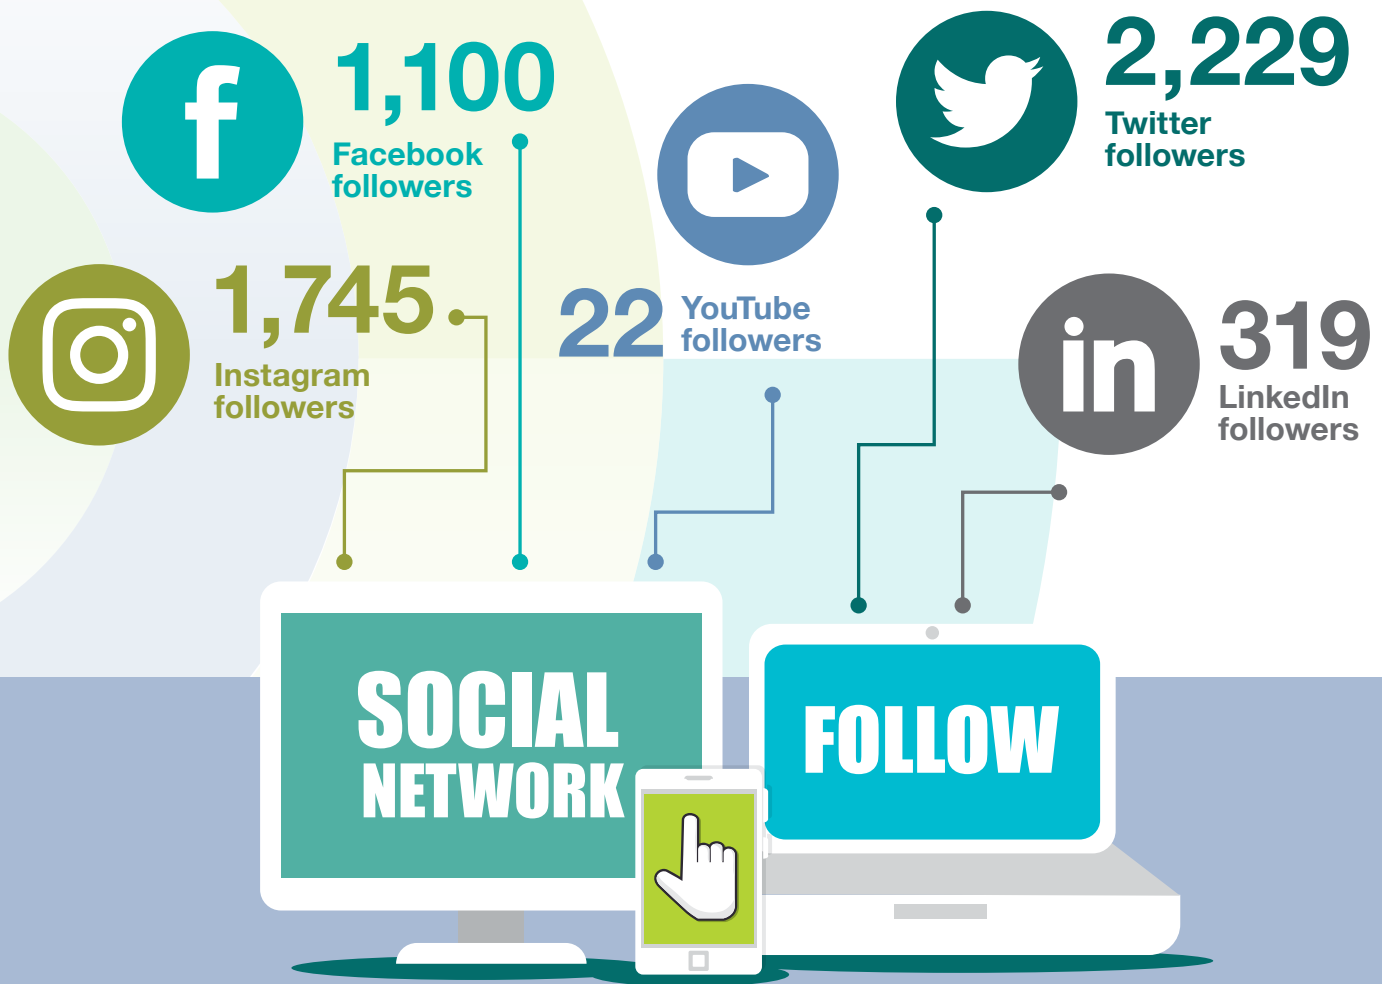 1,100
Facebook
followers
2,229
Twitter
followers
1,745
Instagram
followers
22
YouTube
followers
in
319
LinkedIn
followers
SOCIAL
NETWORK
FOLLOW